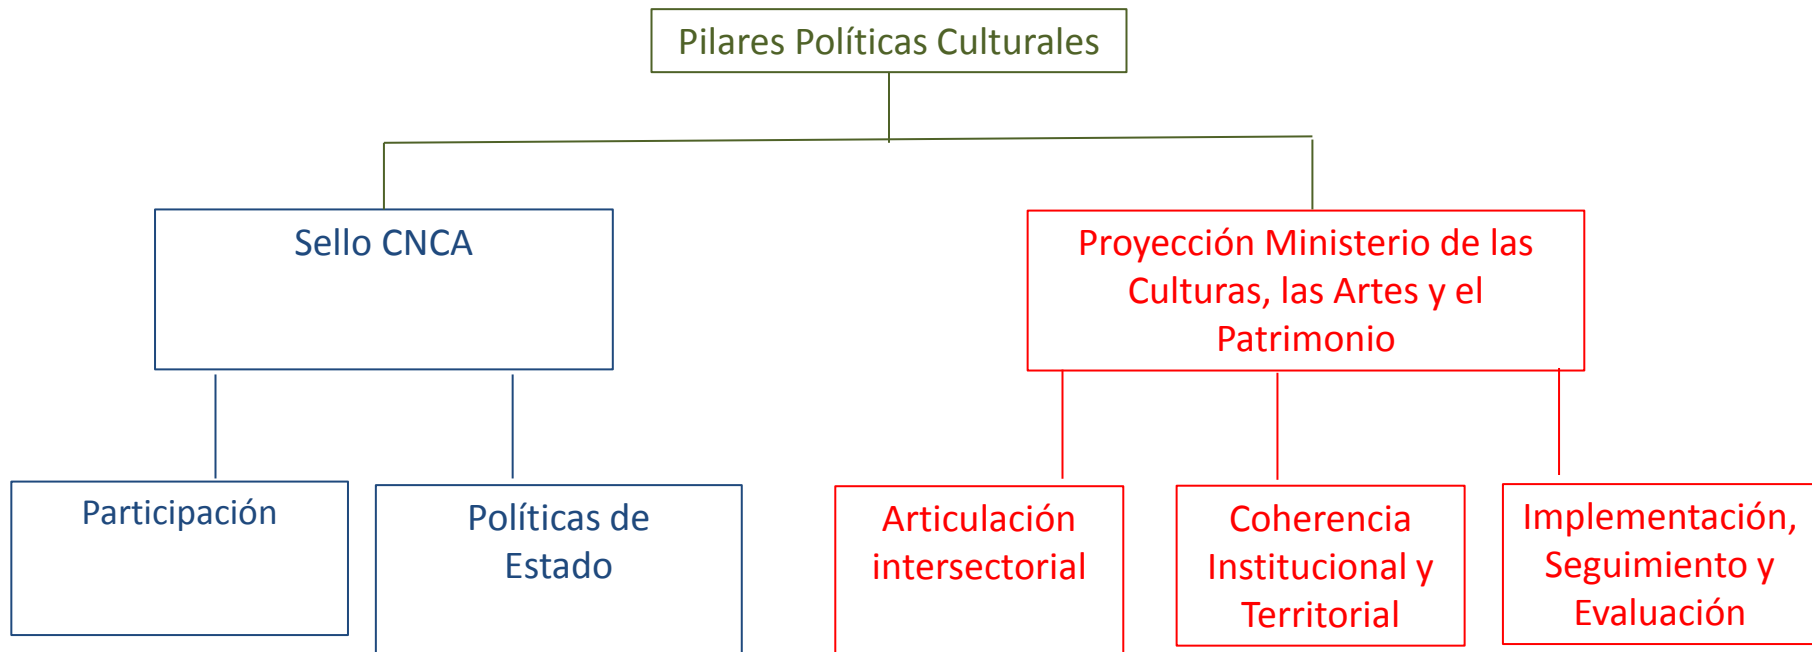 Pilares Políticas Culturales
Sello CNCA
Proyección Ministerio de las
Culturas, las Artes y el
Patrimonio
Participación
Políticas de
Estado
Articulación
intersectorial
Coherencia
Institucional y
Territorial
Implementación,
Seguimiento y
Evaluación